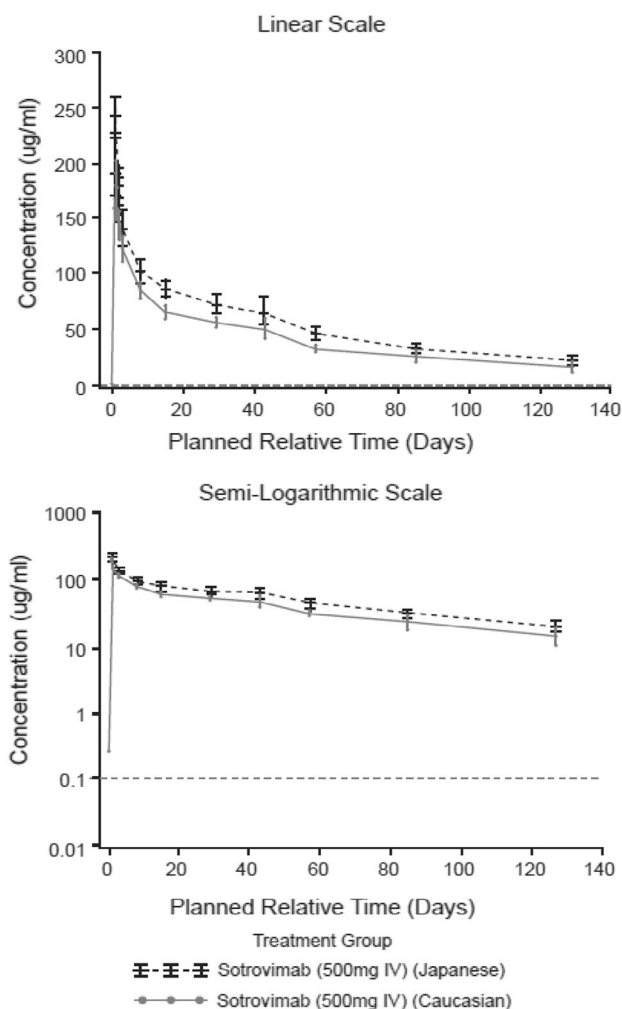 Linear Scale
300
250
200
150
100
50
0
Concentration (ug/ml)
0 20 40 60 80 100 120 140
Planned Relative Time (Days)
Semi-Logarithmic Scale
1000
100
10
1
0.1
0.01
Concentration (ug/ml)
0 20 40 60 80 100 120 140
Planned Relative Time (Days)
Treatment Group
Sotrovimab (500mg IV) (Japanese)
Sotrovimab (500mg IV) (Caucasian)